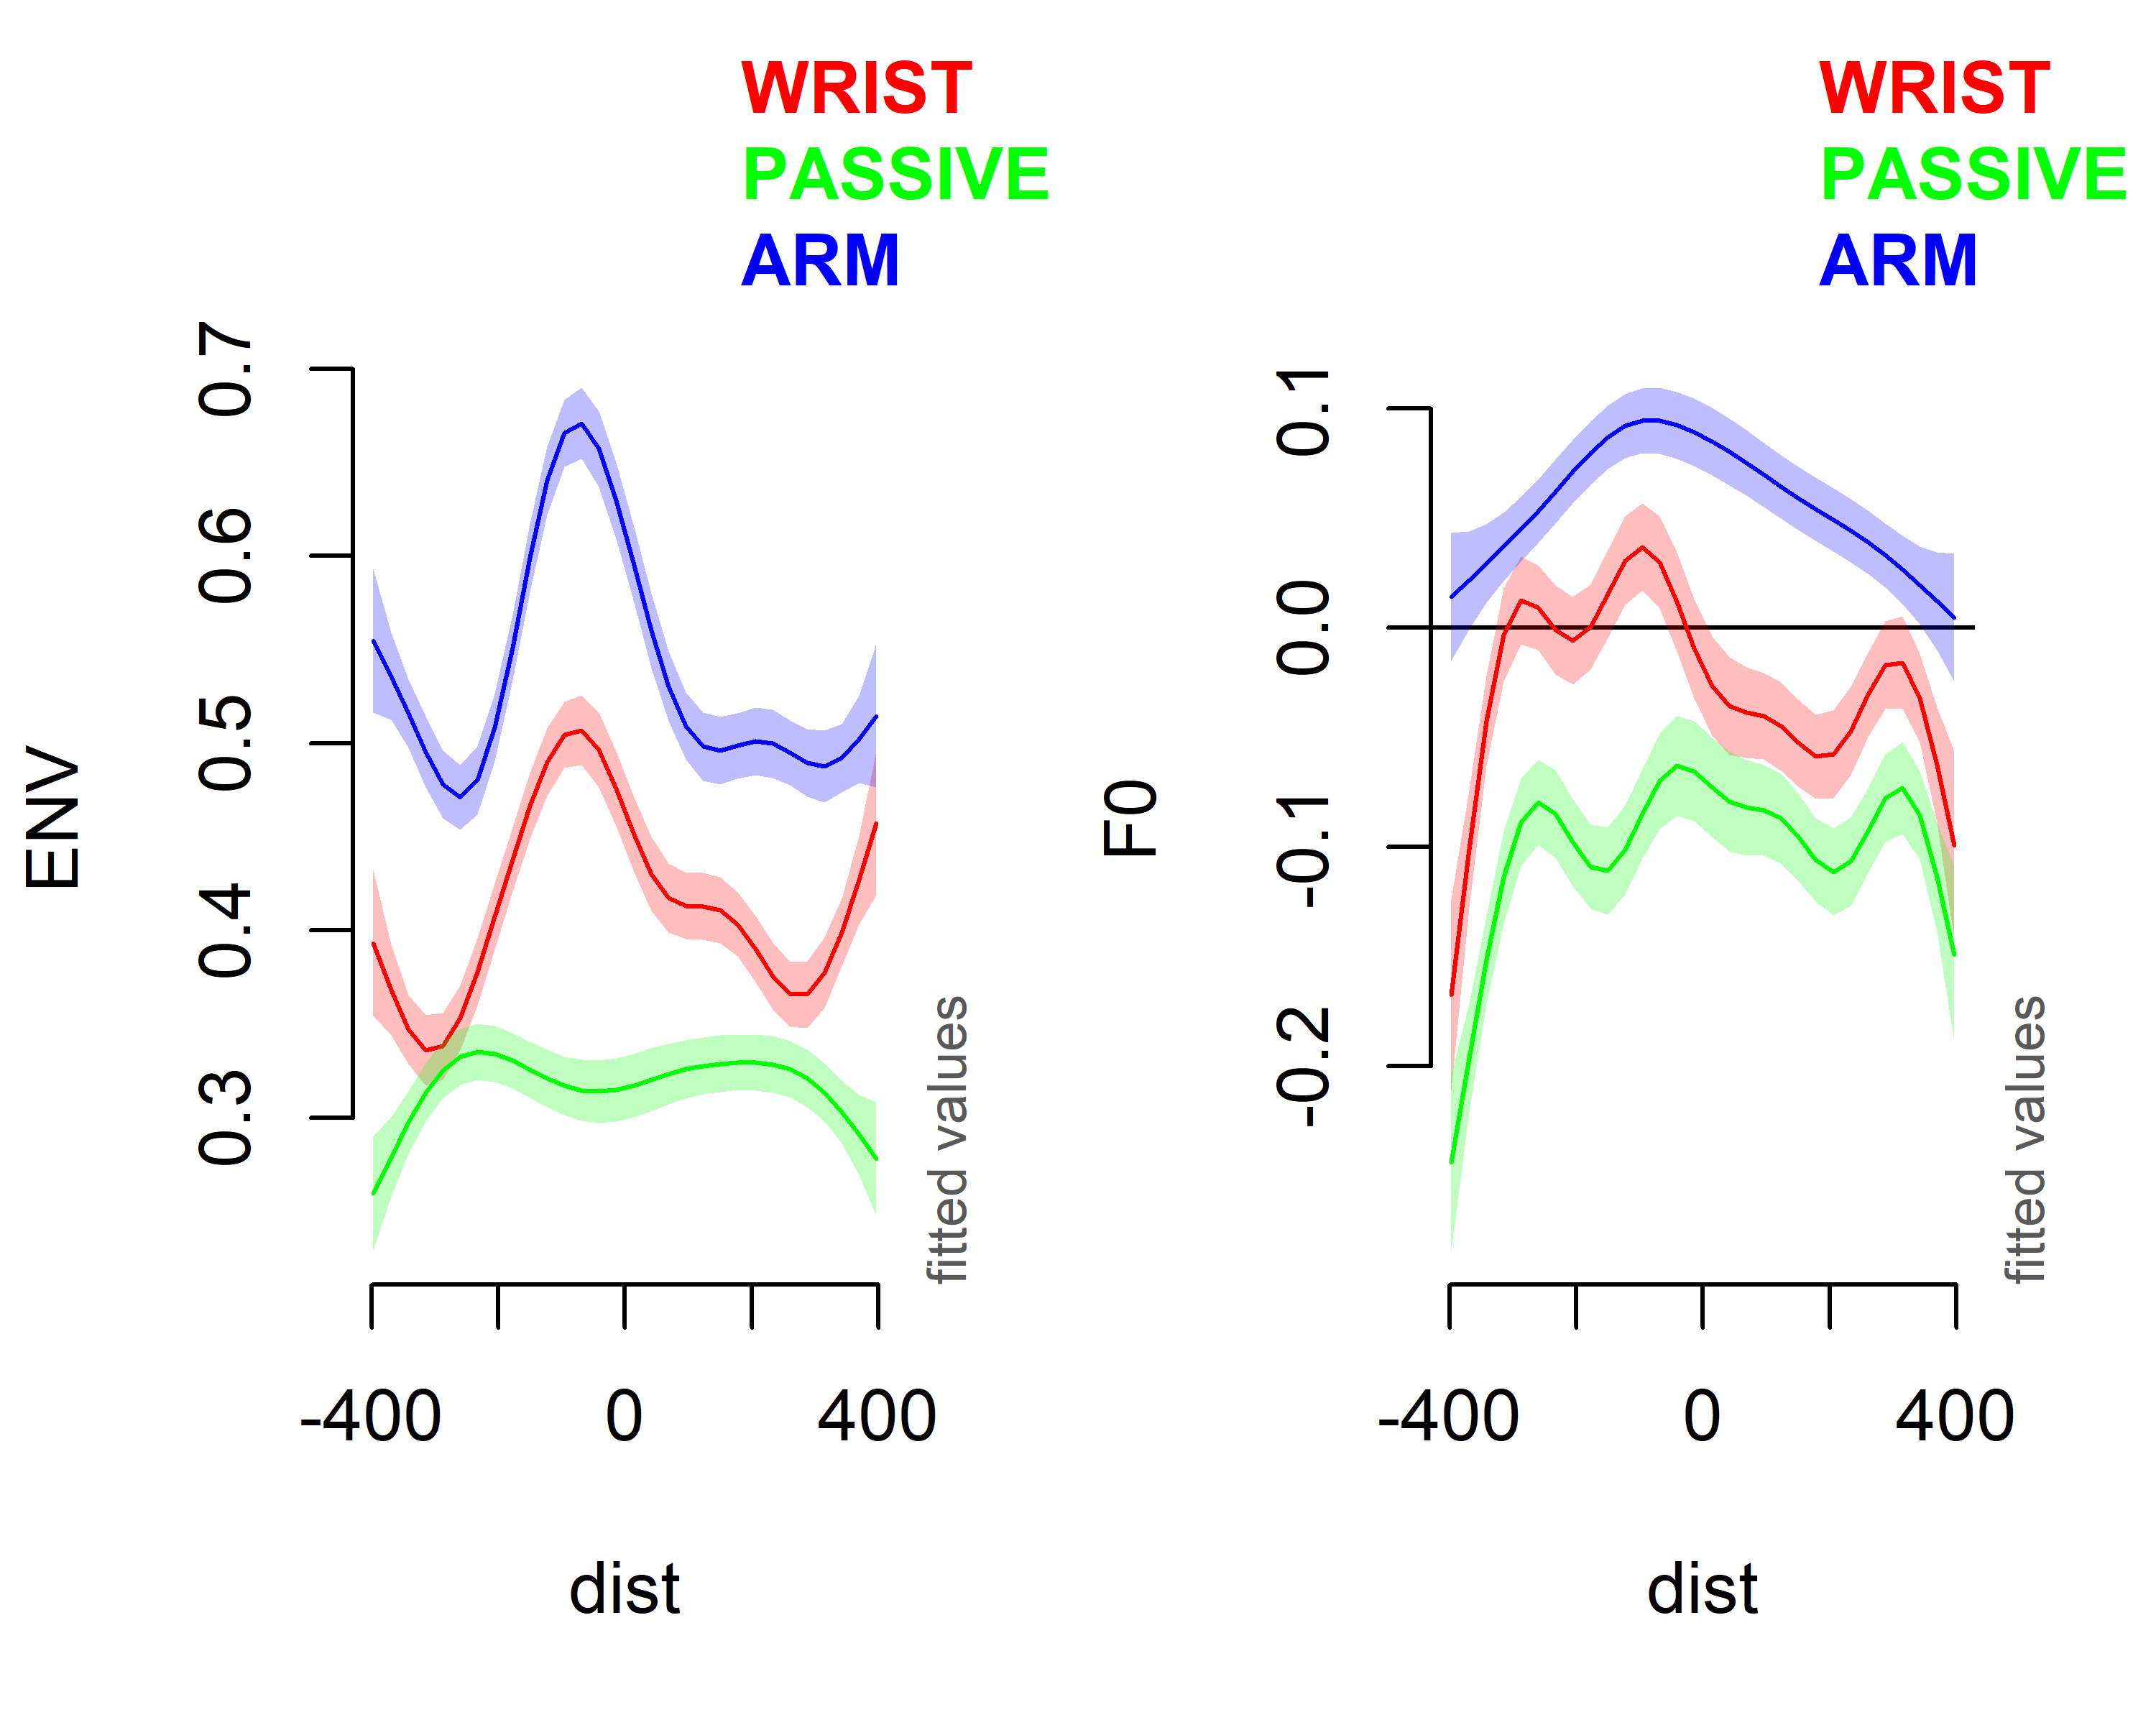 WRIST
PASSIVE
ARM
ENV
0.7
0.6
0.5
0.4
0.3
fitted values
-400
0
400
dist
WRIST
PASSIVE
ARM
F0
0.1
0.0
-0.1
-0.2
fitted values
-400
0
400
dist